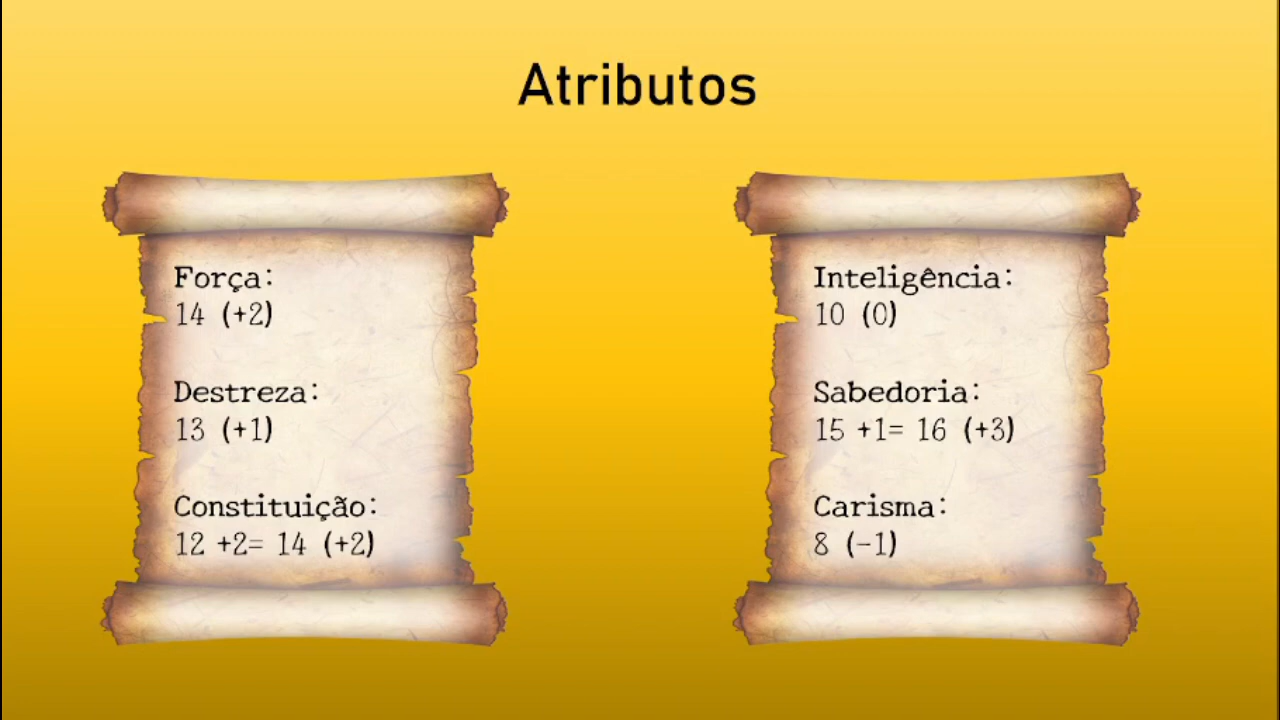 Atributos
Força:
14 (+2)
Destreza:
13 (+1)
Constituição:
12 +2= 14 (+2)
Inteligência:
10 (0)
Sabedoria:
15 +1= 16 (+3)
Carisma:
8 (-1)